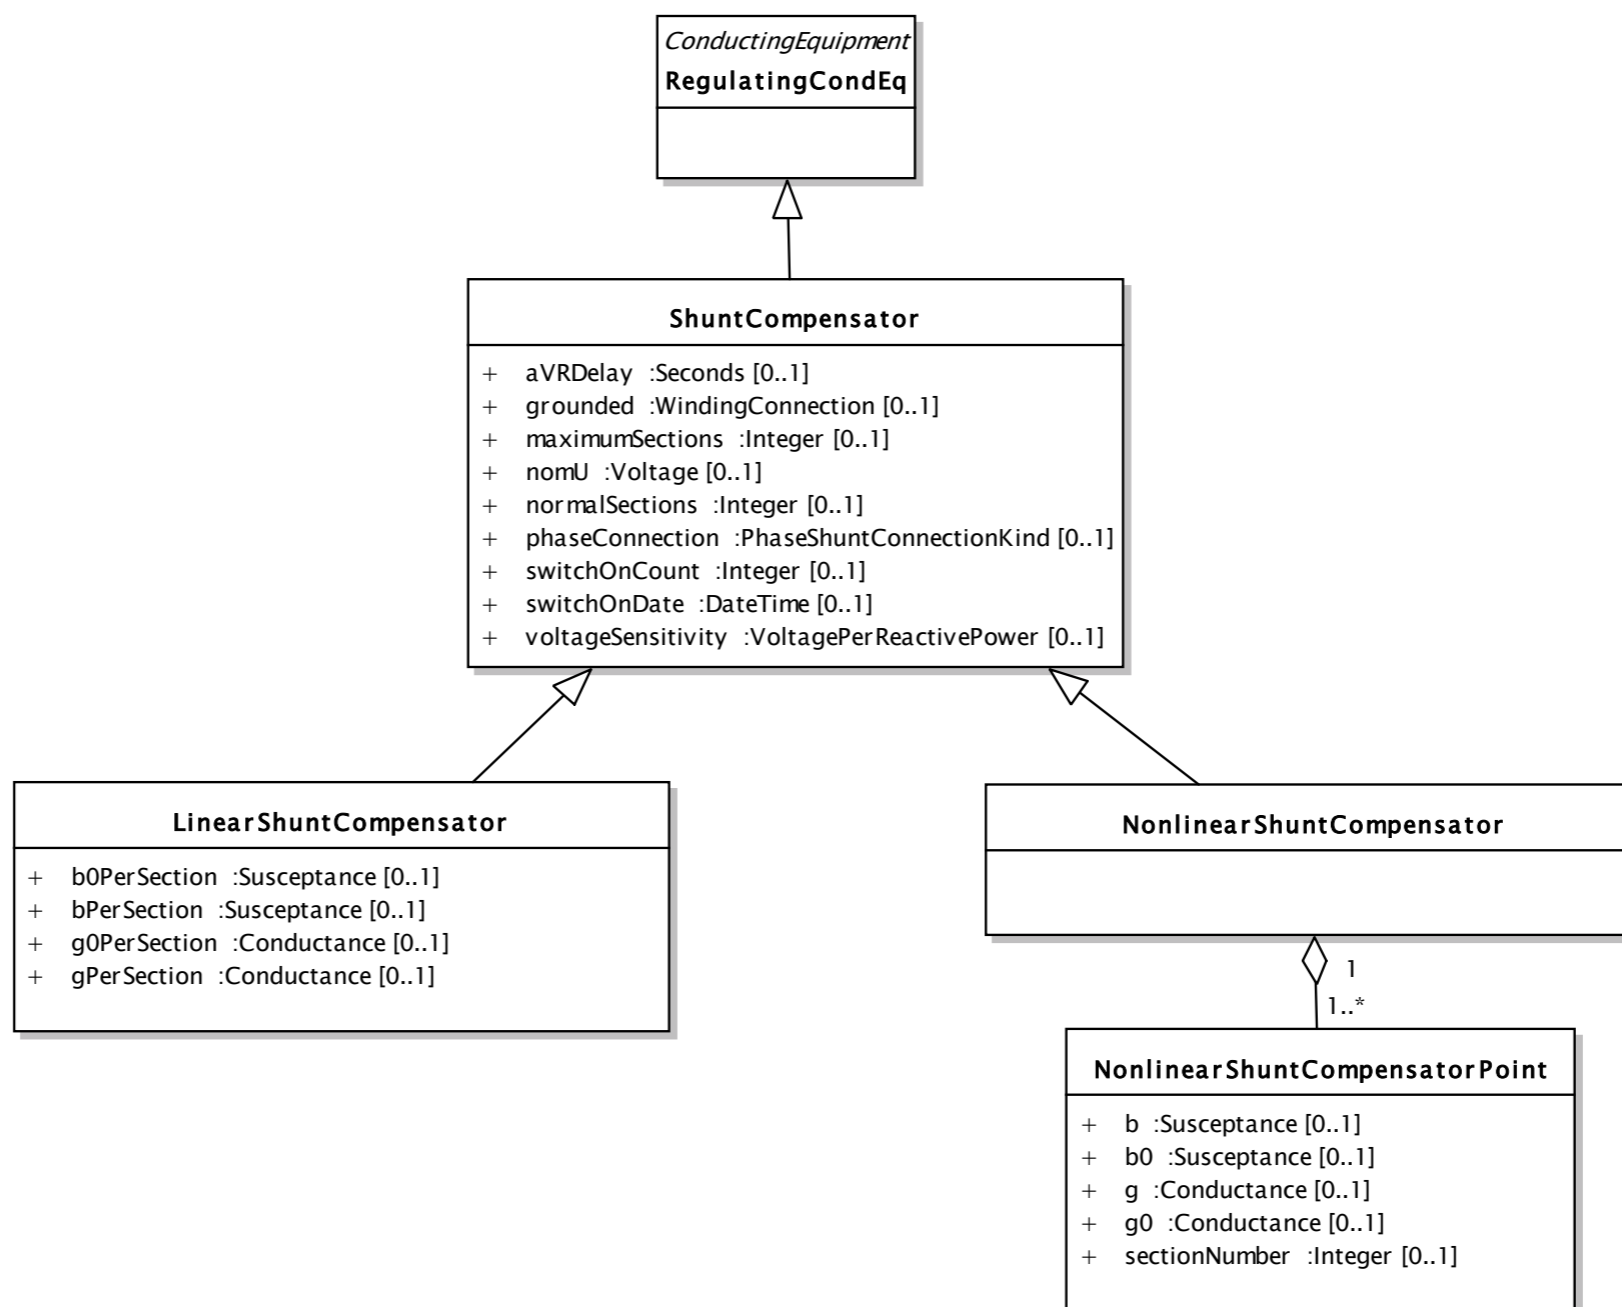 ConductingEquipment
RegulatingCondEq
ShuntCompensator
+ aVRDelay :Seconds [0..1]
+ grounded :WindingConnection [0..1]
+ maximumSections :Integer [0..1]
+ nomU :Voltage [0..1]
+ normalSections :Integer [0..1]
+ phaseConnection :PhaseShuntConnectionKind [0..1]
+ switchOnCount :Integer [0..1]
+ switchOnDate :DateTime [0..1]
+ voltageSensitivity :VoltagePerReactivePower [0..1]
LinearShuntCompensator
+ b0PerSection :Susceptance [0..1]
+ bPerSection :Susceptance [0..1]
+ g0PerSection :Conductance [0..1]
+ gPerSection :Conductance [0..1]
NonlinearShuntCompensator
1
1..*
NonlinearShuntCompensatorPoint
+ b :Susceptance [0..1]
+ b0 :Susceptance [0..1]
+ g :Conductance [0..1]
+ g0 :Conductance [0..1]
+ sectionNumber :Integer [0..1]